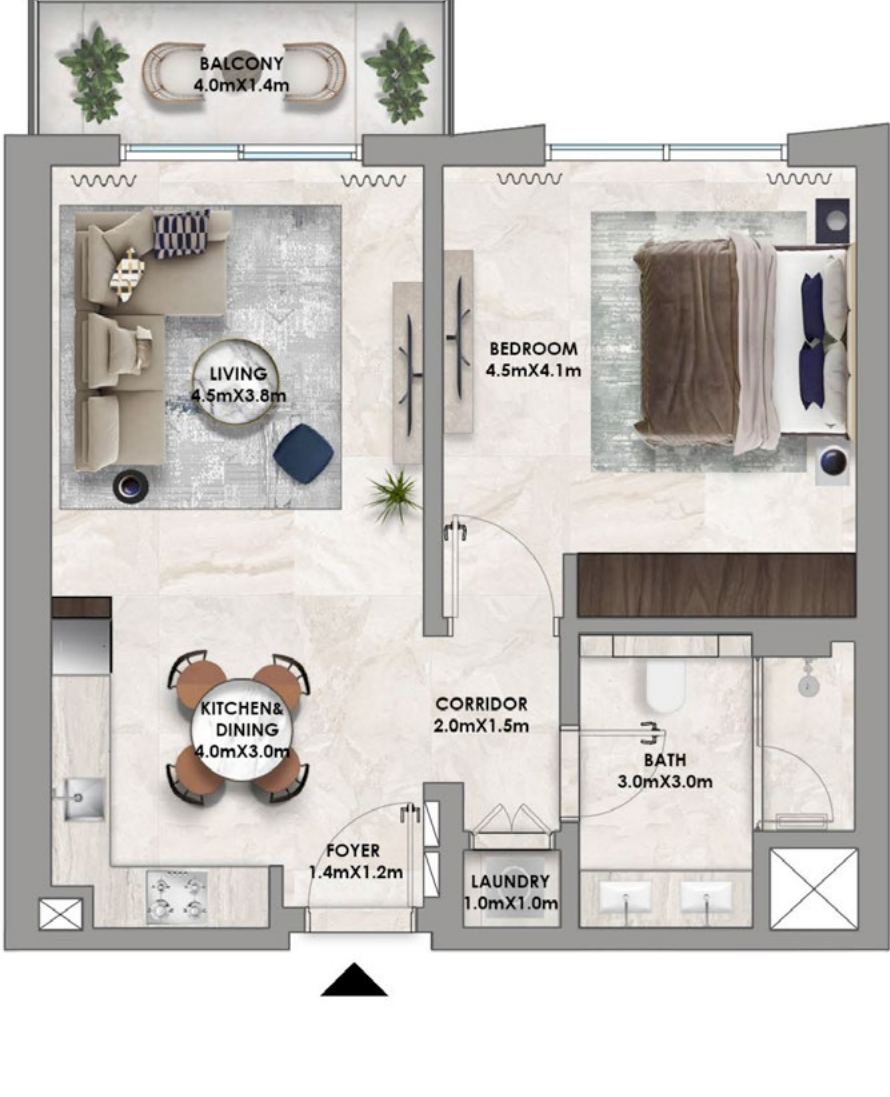 BALCONY
4.0mX1.4m
LIVING
4.5mX3.8m
BEDROOM
4.5mX4.1m
KITCHEN&
DINING
4.0mX3.0m
CORRIDOR
2.0mX1.5m
BATH
3.0mX3.0m
FOYER
1.4mX1.2m
LAUNDRY
1.0mX1.0m